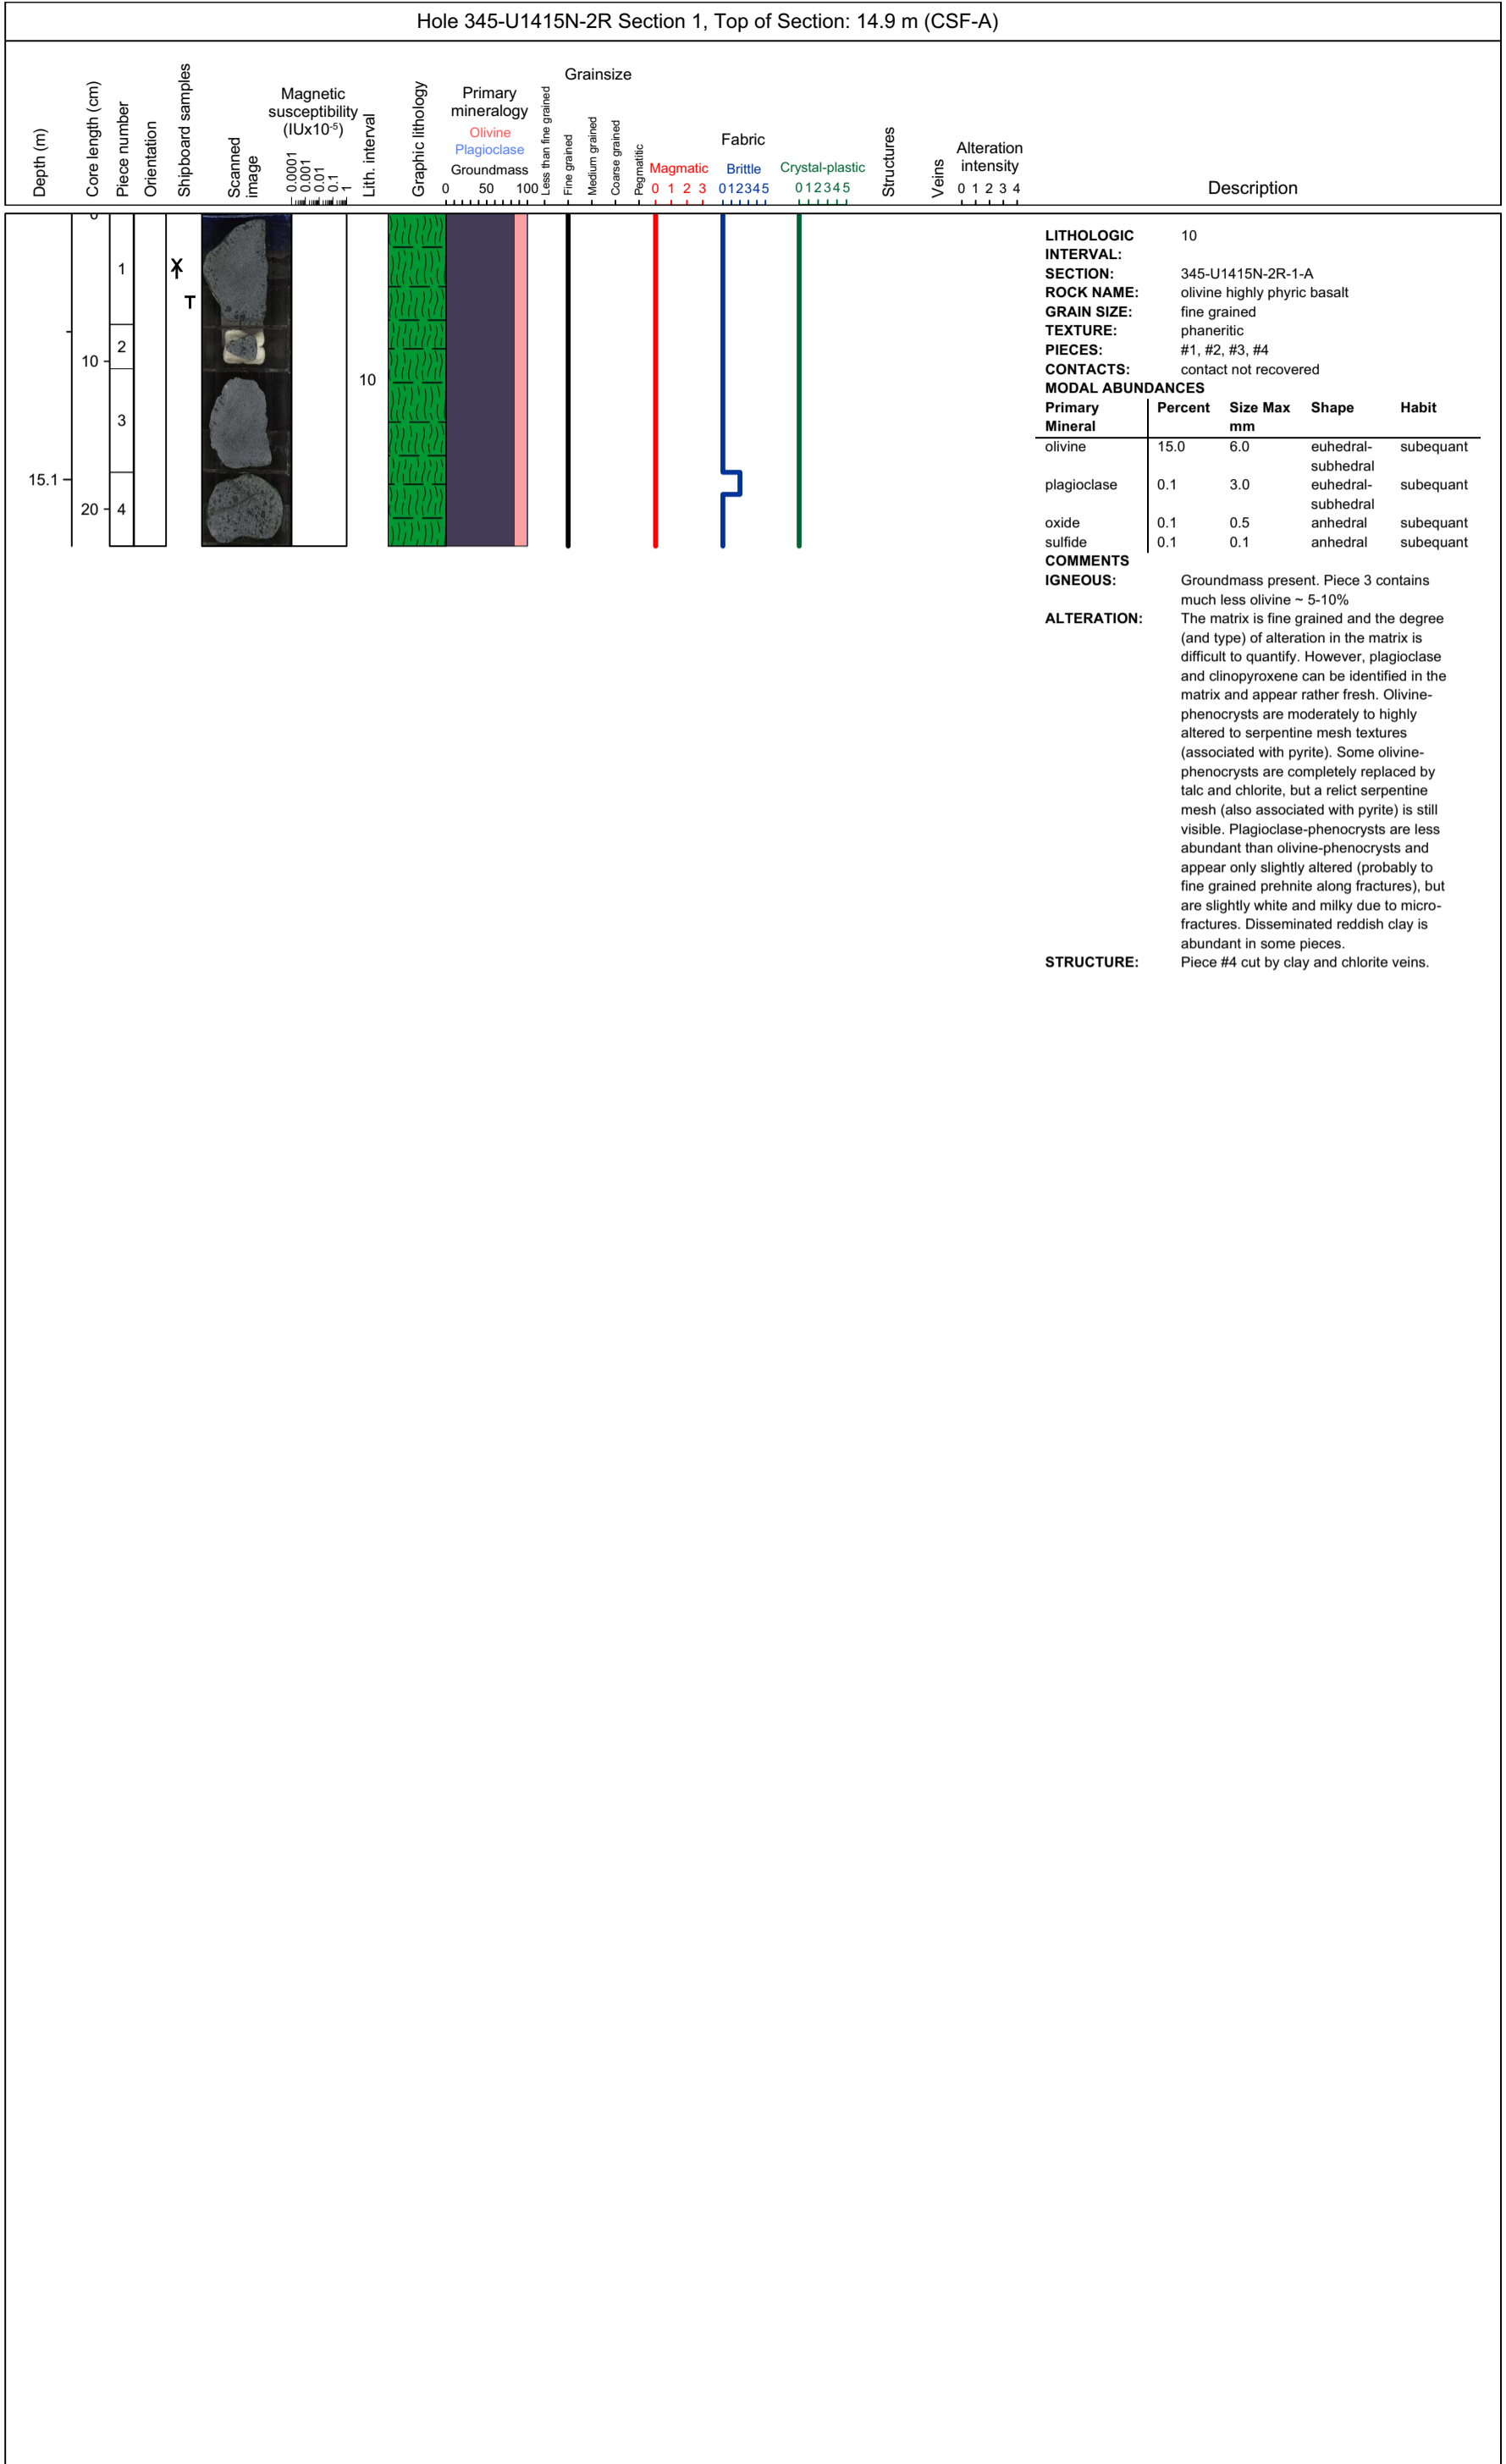 Hole 345-U1415N-2R Section 1, Top of Section: 14.9 m (CSF-A)
Depth (m)
Core length (cm)
Piece number
Orientation
Shipboard samples
Scanned
image
Magnetic
susceptibility
(IUx10-5)
0.0001
0.001
0.01
0.1
1
Lith. interval
Graphic lithology
Primary
mineralogy
Olivine
Plagioclase
Groundmass
0 50 100
Grainsize
Less than fine grained
Fine grained
Medium grained
Coarse grained
Pegmatitic
Fabric
Magmatic
0 1 2 3
Brittle
0 1 2 3 4 5
Crystal-plastic
0 1 2 3 4 5
Structures
Veins
Alteration
intensity
0 1 2 3 4
Description
0
10
20
15.1
1
2
3
4
X
T
10
LITHOLOGIC 10
INTERVAL:
SECTION: 345-U1415N-2R-1-A
ROCK NAME: olivine highly phyric basalt
GRAIN SIZE: fine grained
TEXTURE: phaneritic
PIECES: #1, #2, #3, #4
CONTACTS: contact not recovered
MODAL ABUNDANCES
Primary Percent Size Max Shape Habit
Mineral mm
olivine 15.0 6.0 euhedral- subequant
subhedral
plagioclase 0.1 3.0 euhedral- subequant
subhedral
oxide 0.1 0.5 anhedral subequant
sulfide 0.1 0.1 anhedral subequant
COMMENTS
IGNEOUS: Groundmass present. Piece 3 contains
much less olivine ~ 5-10%
ALTERATION: The matrix is fine grained and the degree
(and type) of alteration in the matrix is
difficult to quantify. However, plagioclase
and clinopyroxene can be identified in the
matrix and appear rather fresh. Olivine-
phenocrysts are moderately to highly
altered to serpentine mesh textures
(associated with pyrite). Some olivine-
phenocrysts are completely replaced by
talc and chlorite, but a relict serpentine
mesh (also associated with pyrite) is still
visible. Plagioclase-phenocrysts are less
abundant than olivine-phenocrysts and
appear only slightly altered (probably to
fine grained prehnite along fractures), but
are slightly white and milky due to micro-
fractures. Disseminated reddish clay is
abundant in some pieces.
STRUCTURE: Piece #4 cut by clay and chlorite veins.